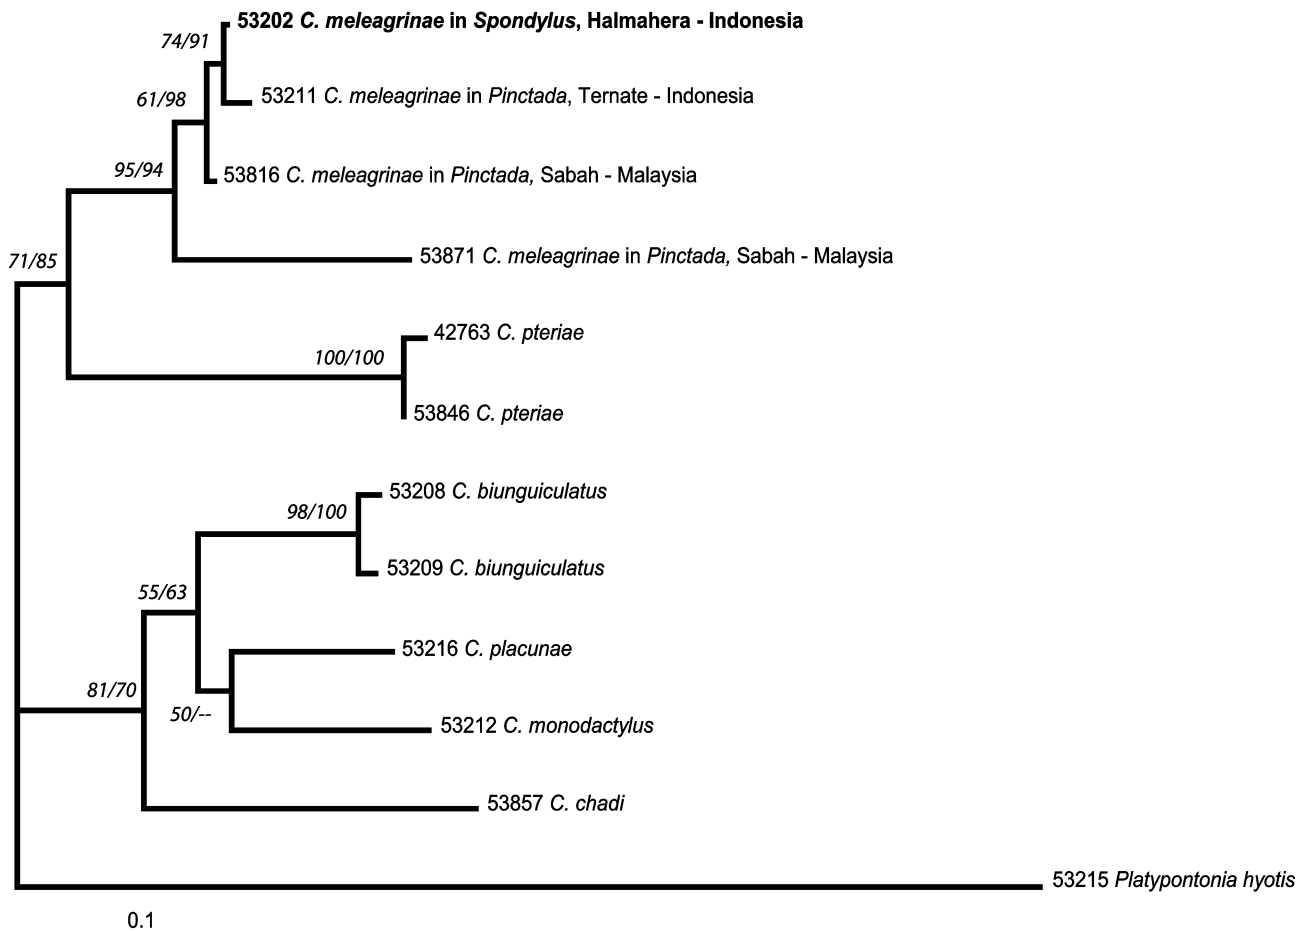 53202 C. meleagrinae in Spondylus, Halmahera - Indonesia
74/91
53211 C. meleagrinae in Pinctada, Ternate - Indonesia
61/98
95/94
53816 C. meleagrinae in Pinctada, Sabah - Malaysia
71/85
53871 C. meleagrinae in Pinctada, Sabah - Malaysia
42763 C. pteriae
100/100
53846 C. pteriae
53208 C. biunguiculatus
98/100
53209 C. biunguiculatus
55/63
53216 C. placunae
81/70
50/--
53212 C. monodactylus
53857 C. chadi
53215 Platypontonia hyotis
0.1